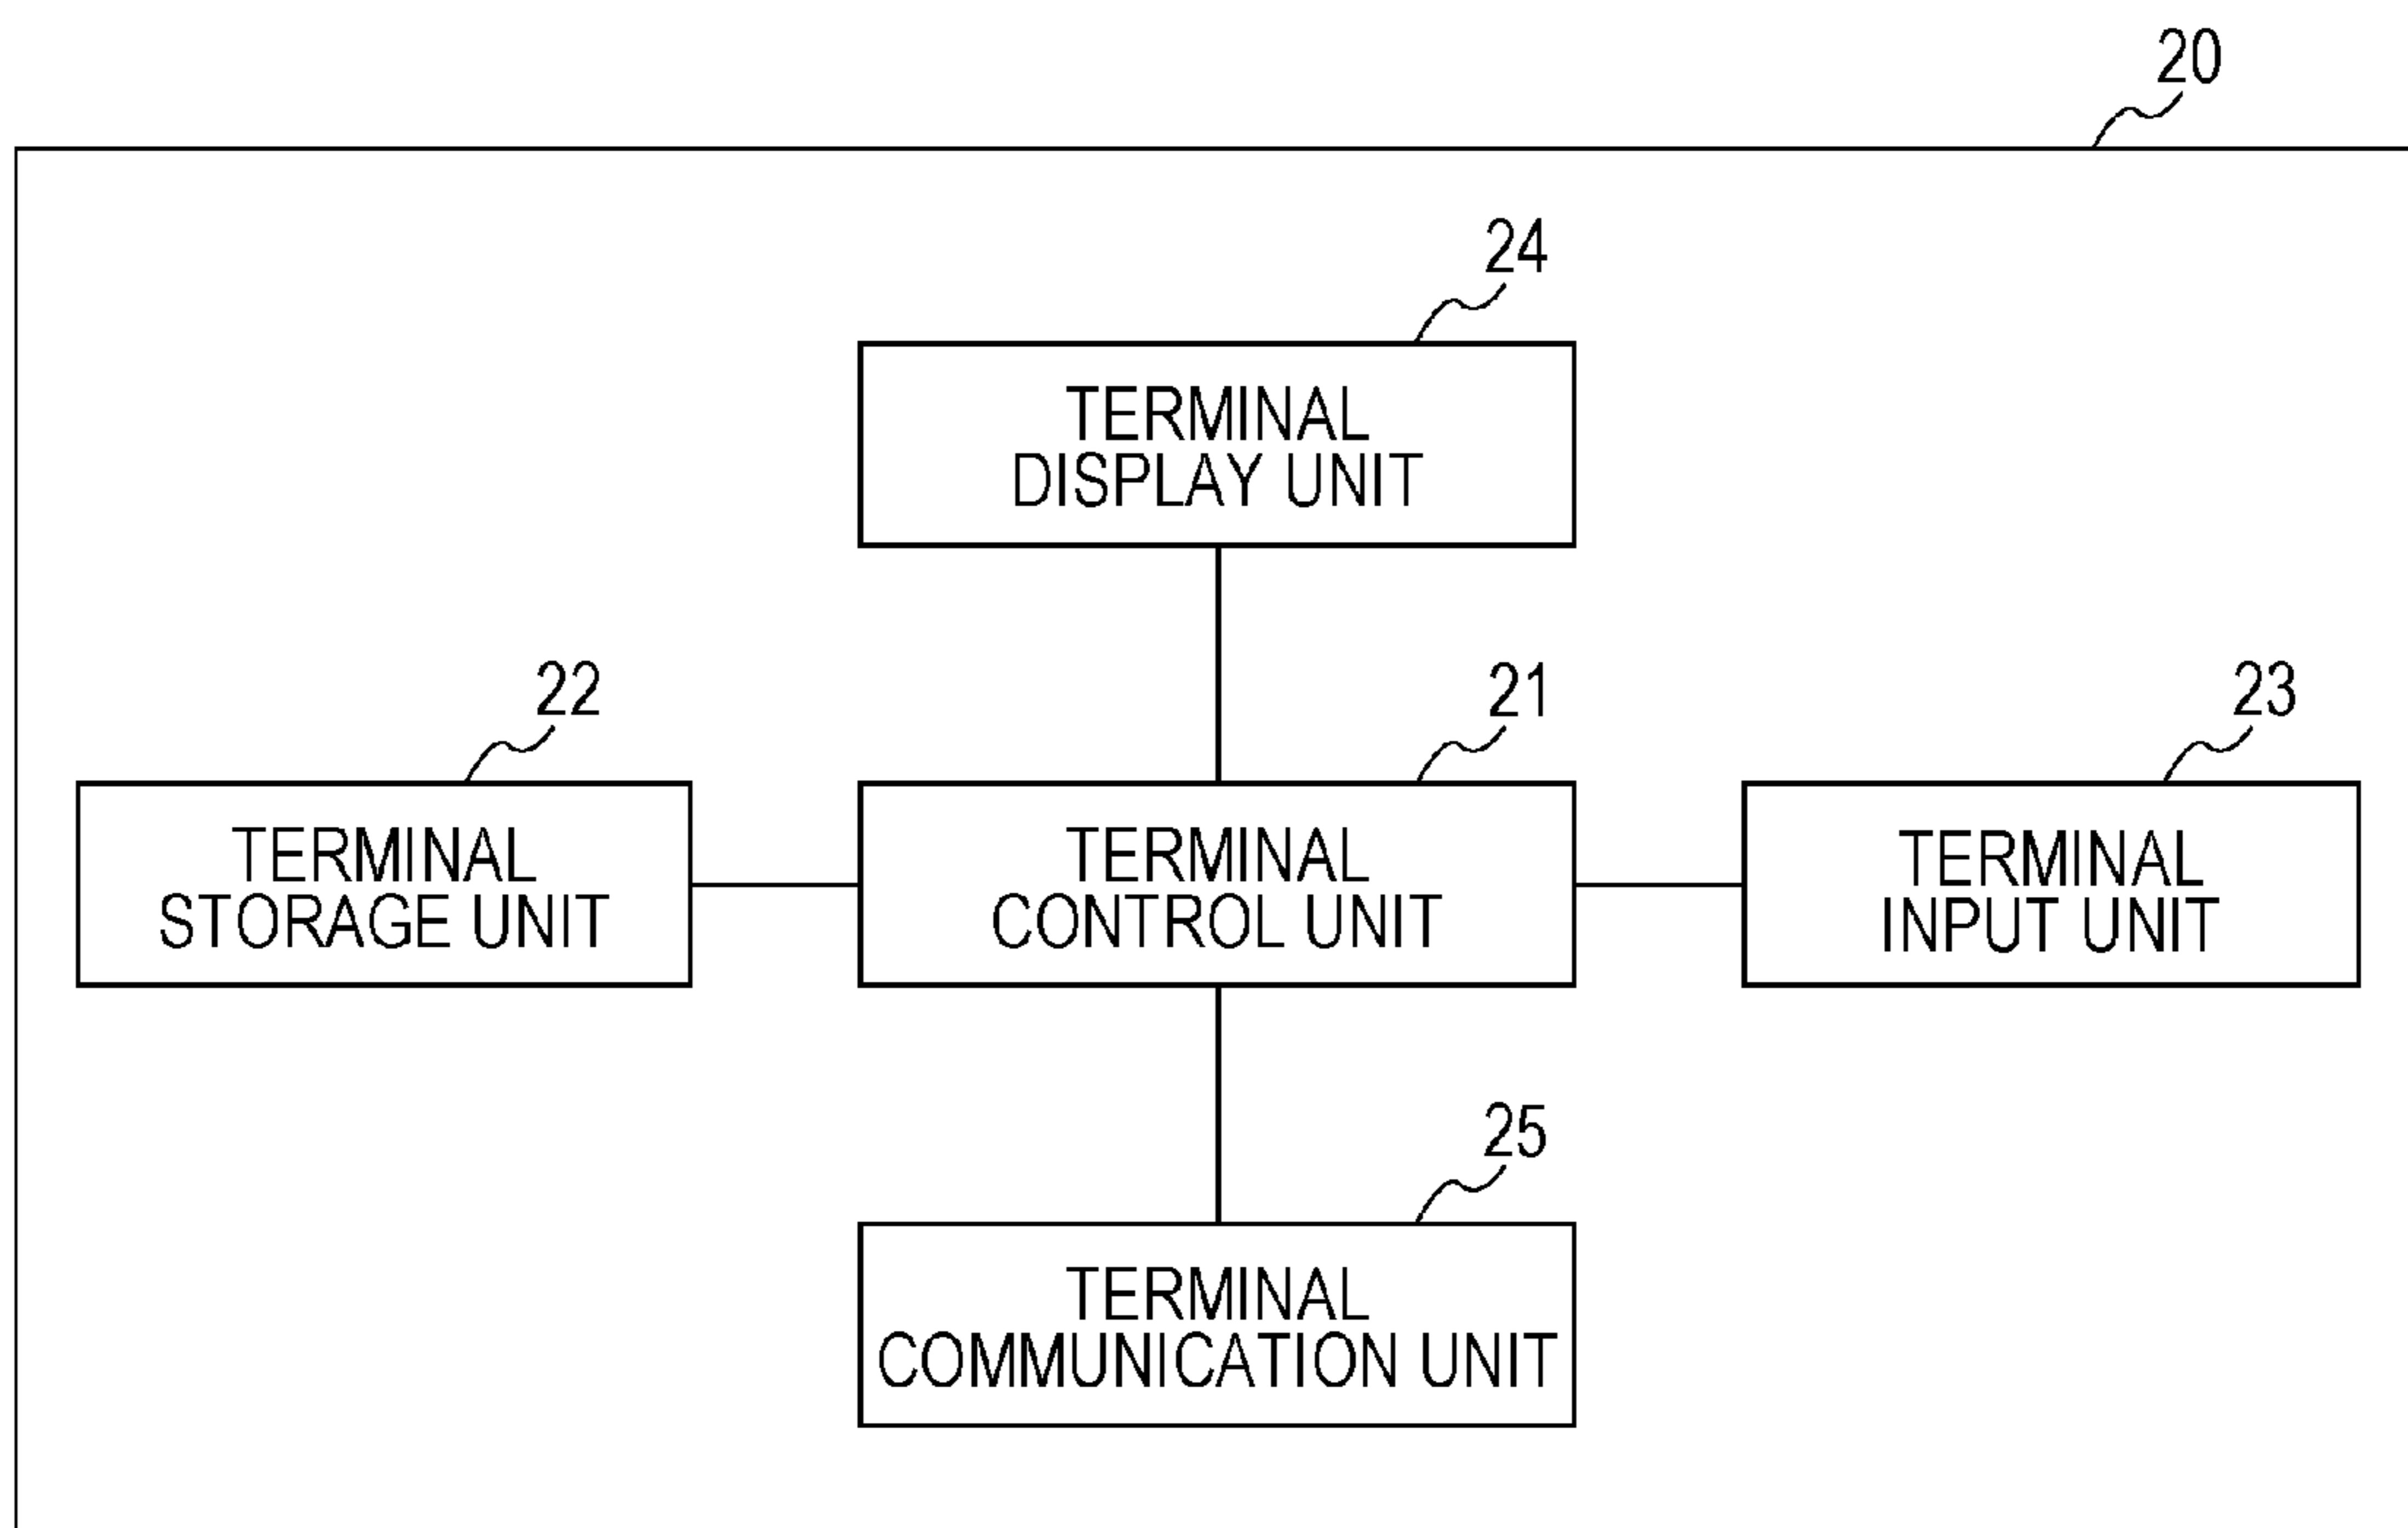 20
24
TERMINAL
DISPLAY UNIT
22
21
23
TERMINAL
STORAGE UNIT
TERMINAL
CONTROL UNIT
TERMINAL
INPUT UNIT
25
TERMINAL
COMMUNICATION UNIT